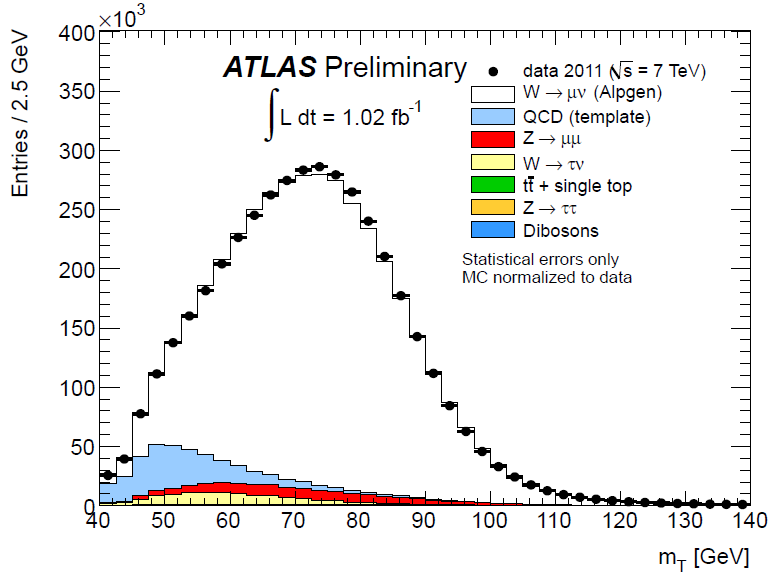 ×10³
400
350
300
250
200
150
100
50
0
Entries / 2.5 GeV
ATLAS Preliminary
∫ L dt = 1.02 fb⁻¹
data 2011 (√s = 7 TeV)
W → μν (Alpgen)
QCD (template)
Z → μμ
W → τν
tt̄ + single top
Z → ττ
Dibosons
Statistical errors only
MC normalized to data
40 50 60 70 80 90 100 110 120 130 140
m_T [GeV]